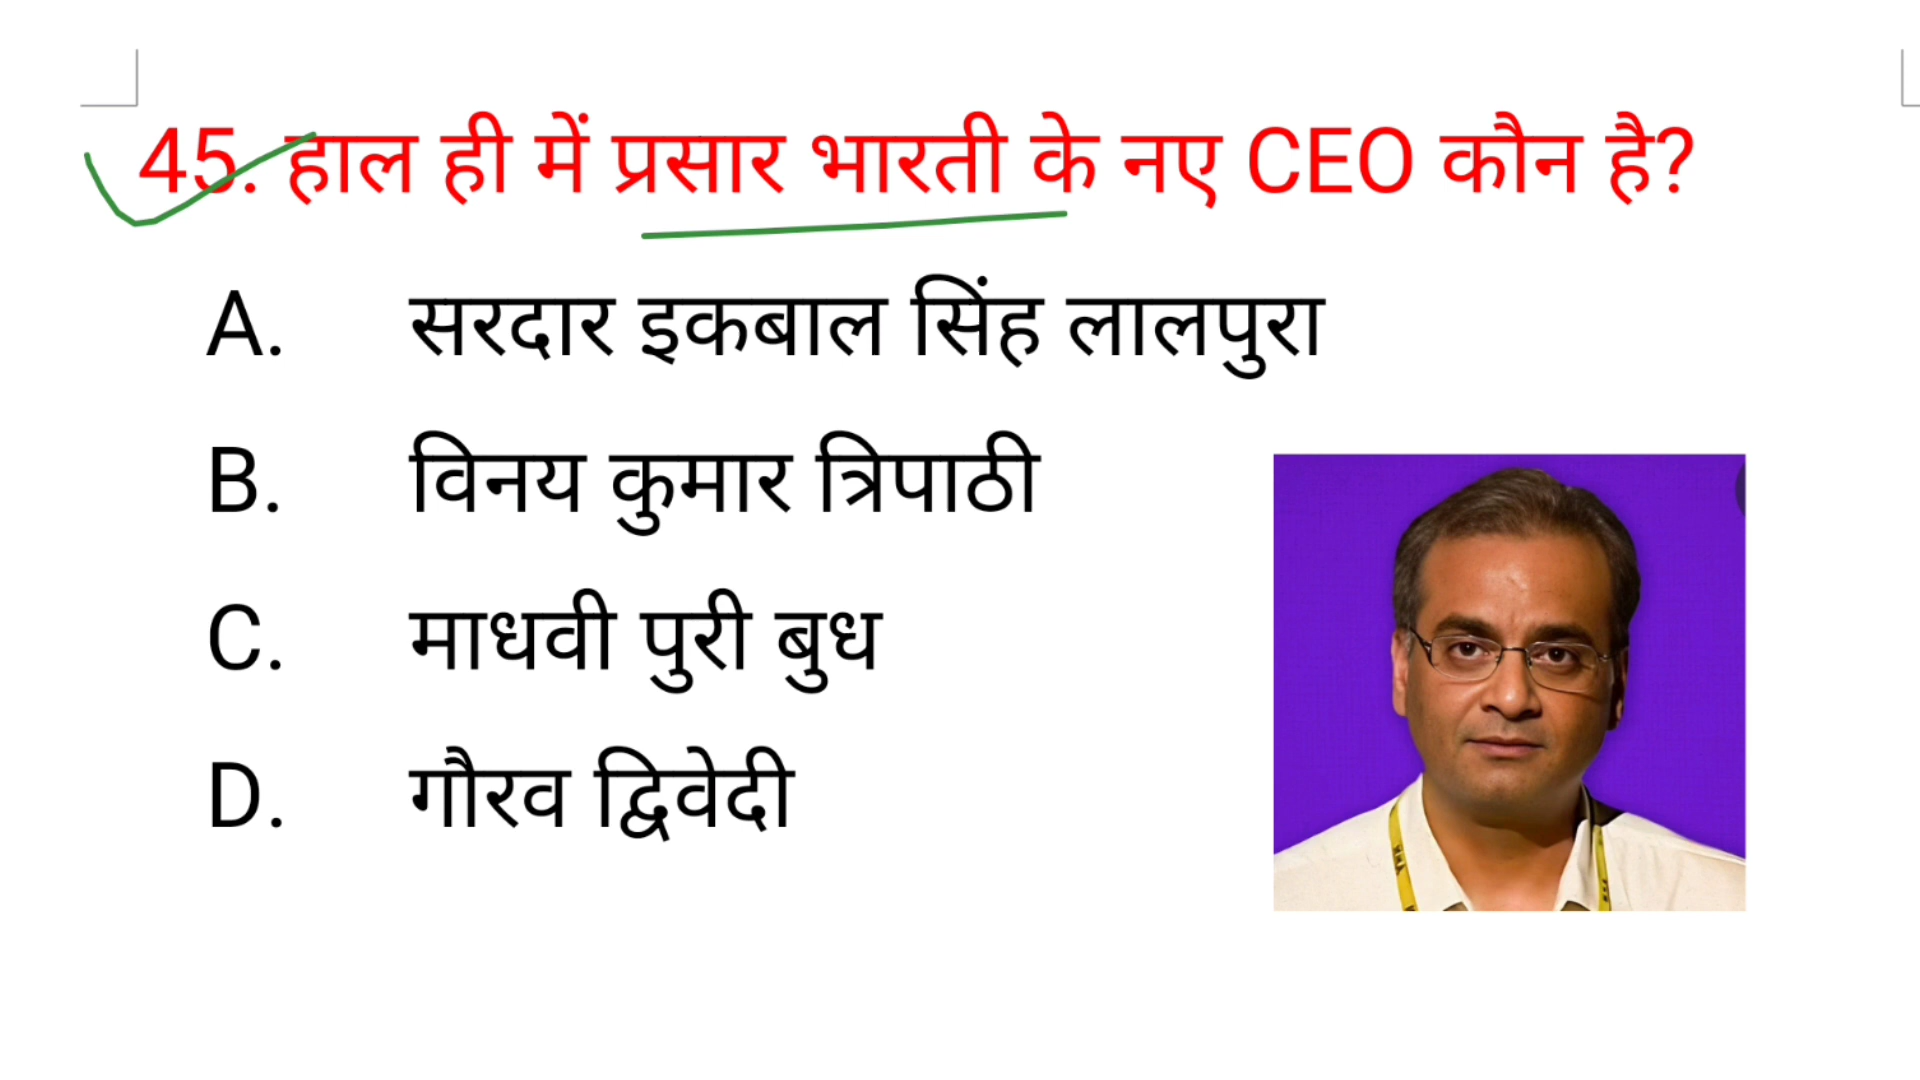 45. हाल ही में प्रसार भारती के नए CEO कौन है?
A. सरदार इकबाल सिंह लालपुरा
B. विनय कुमार त्रिपाठी
C. माधवी पुरी बुध
D. गौरव द्विवेदी